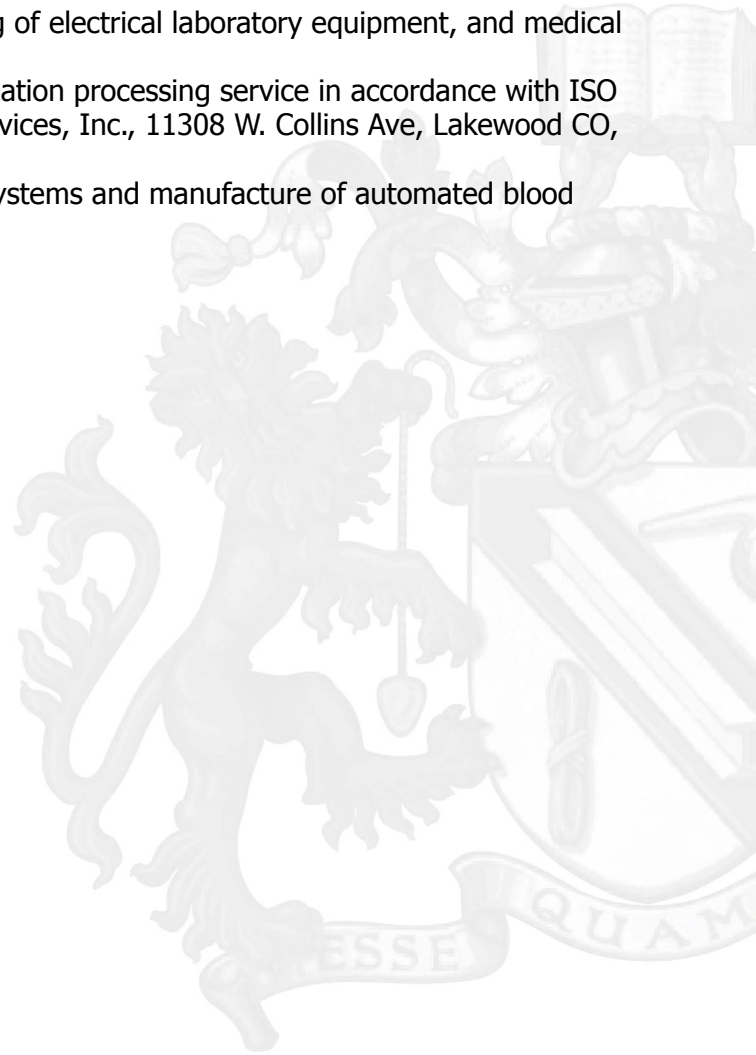 g of electrical laboratory equipment, and medical
ation processing service in accordance with ISO
vices, Inc., 11308 W. Collins Ave, Lakewood CO,
ystems and manufacture of automated blood
ESSE
QUAM